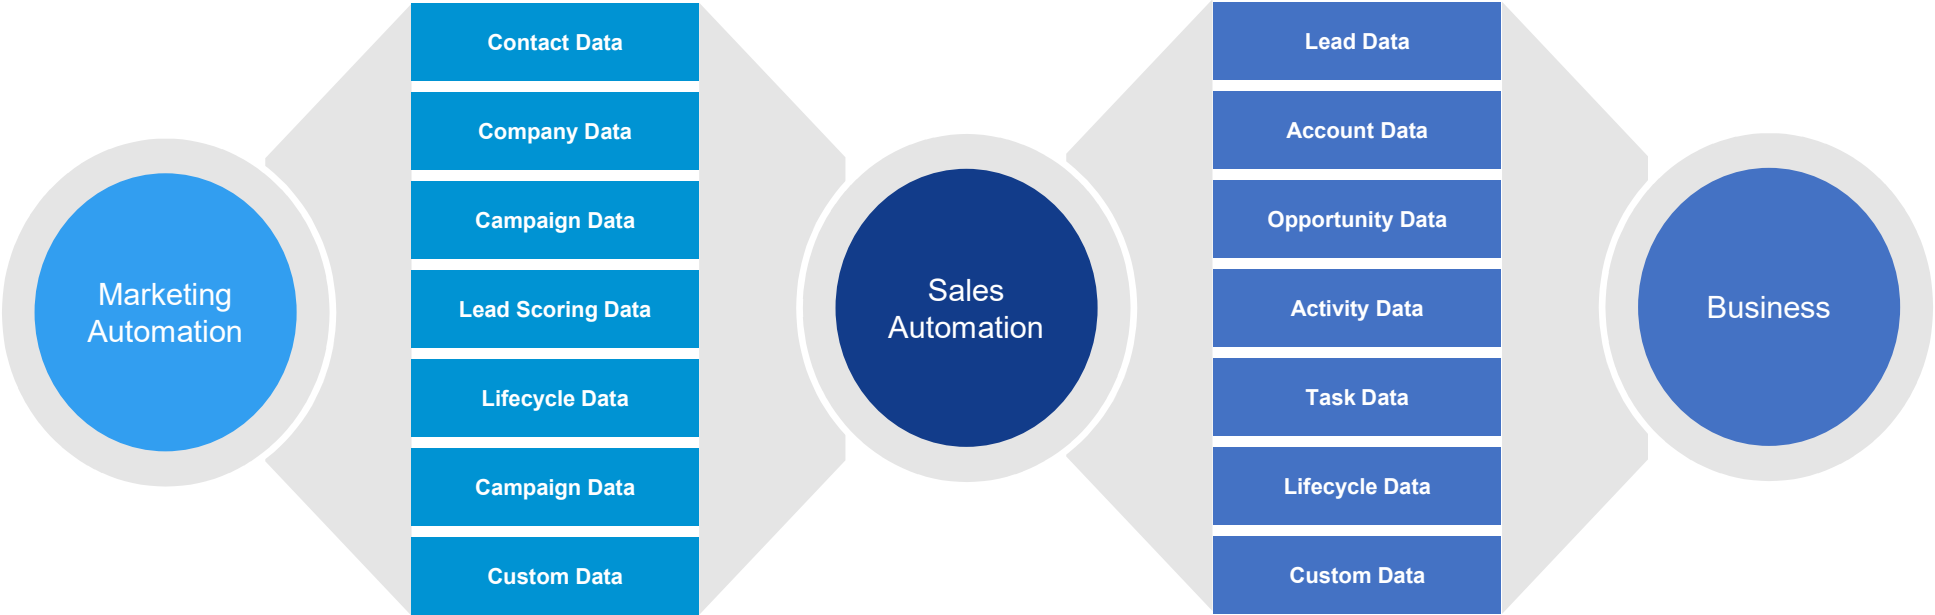 Marketing
Automation
Contact Data
Company Data
Campaign Data
Lead Scoring Data
Lifecycle Data
Campaign Data
Custom Data
Sales
Automation
Lead Data
Account Data
Opportunity Data
Activity Data
Task Data
Lifecycle Data
Custom Data
Business